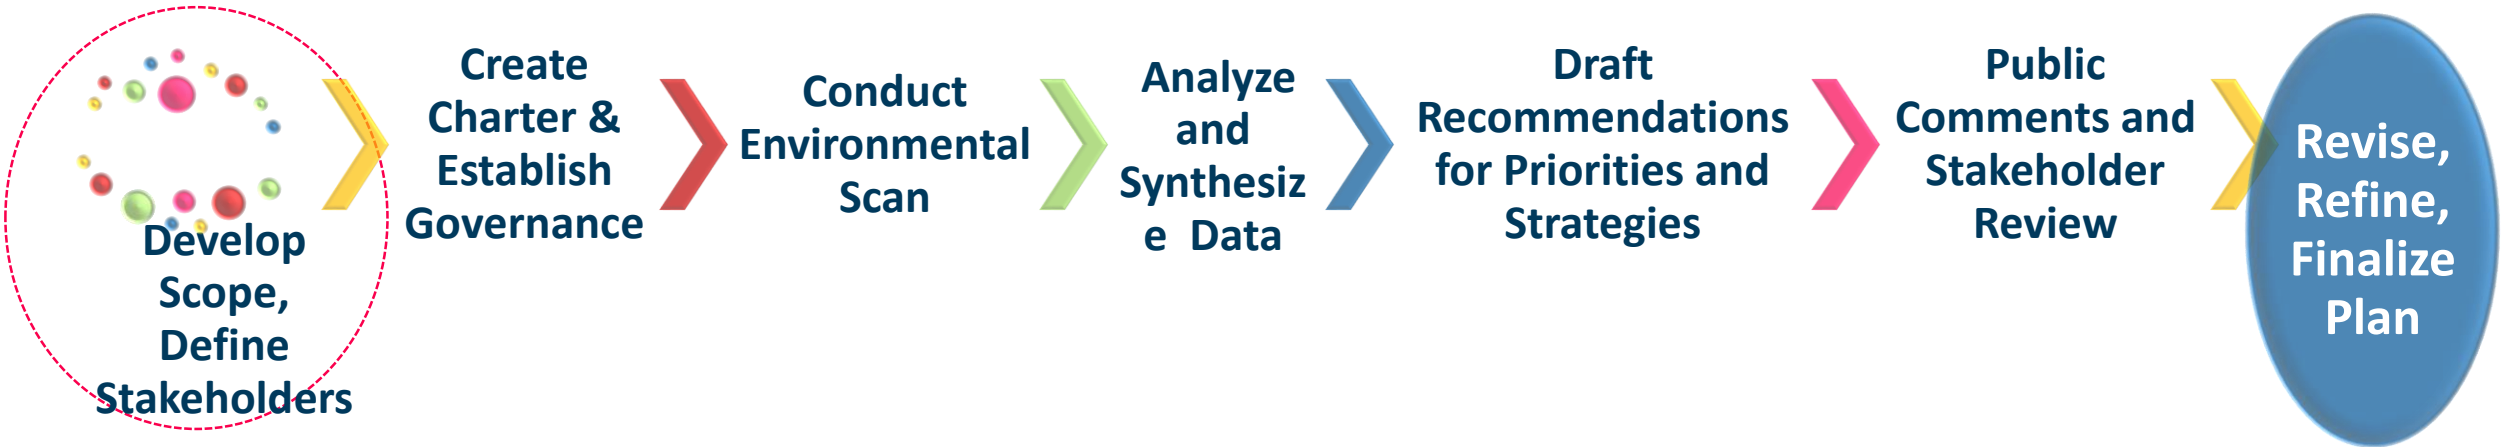 Develop
Scope,
Define
Stakeholders
Create
Charter &
Establish
Governance
Conduct
Environmental
Scan
Analyze
and
Synthesiz
e Data
Draft
Recommendations
for Priorities and
Strategies
Public
Comments and
Stakeholder
Review
Revise,
Refine,
Finalize
Plan